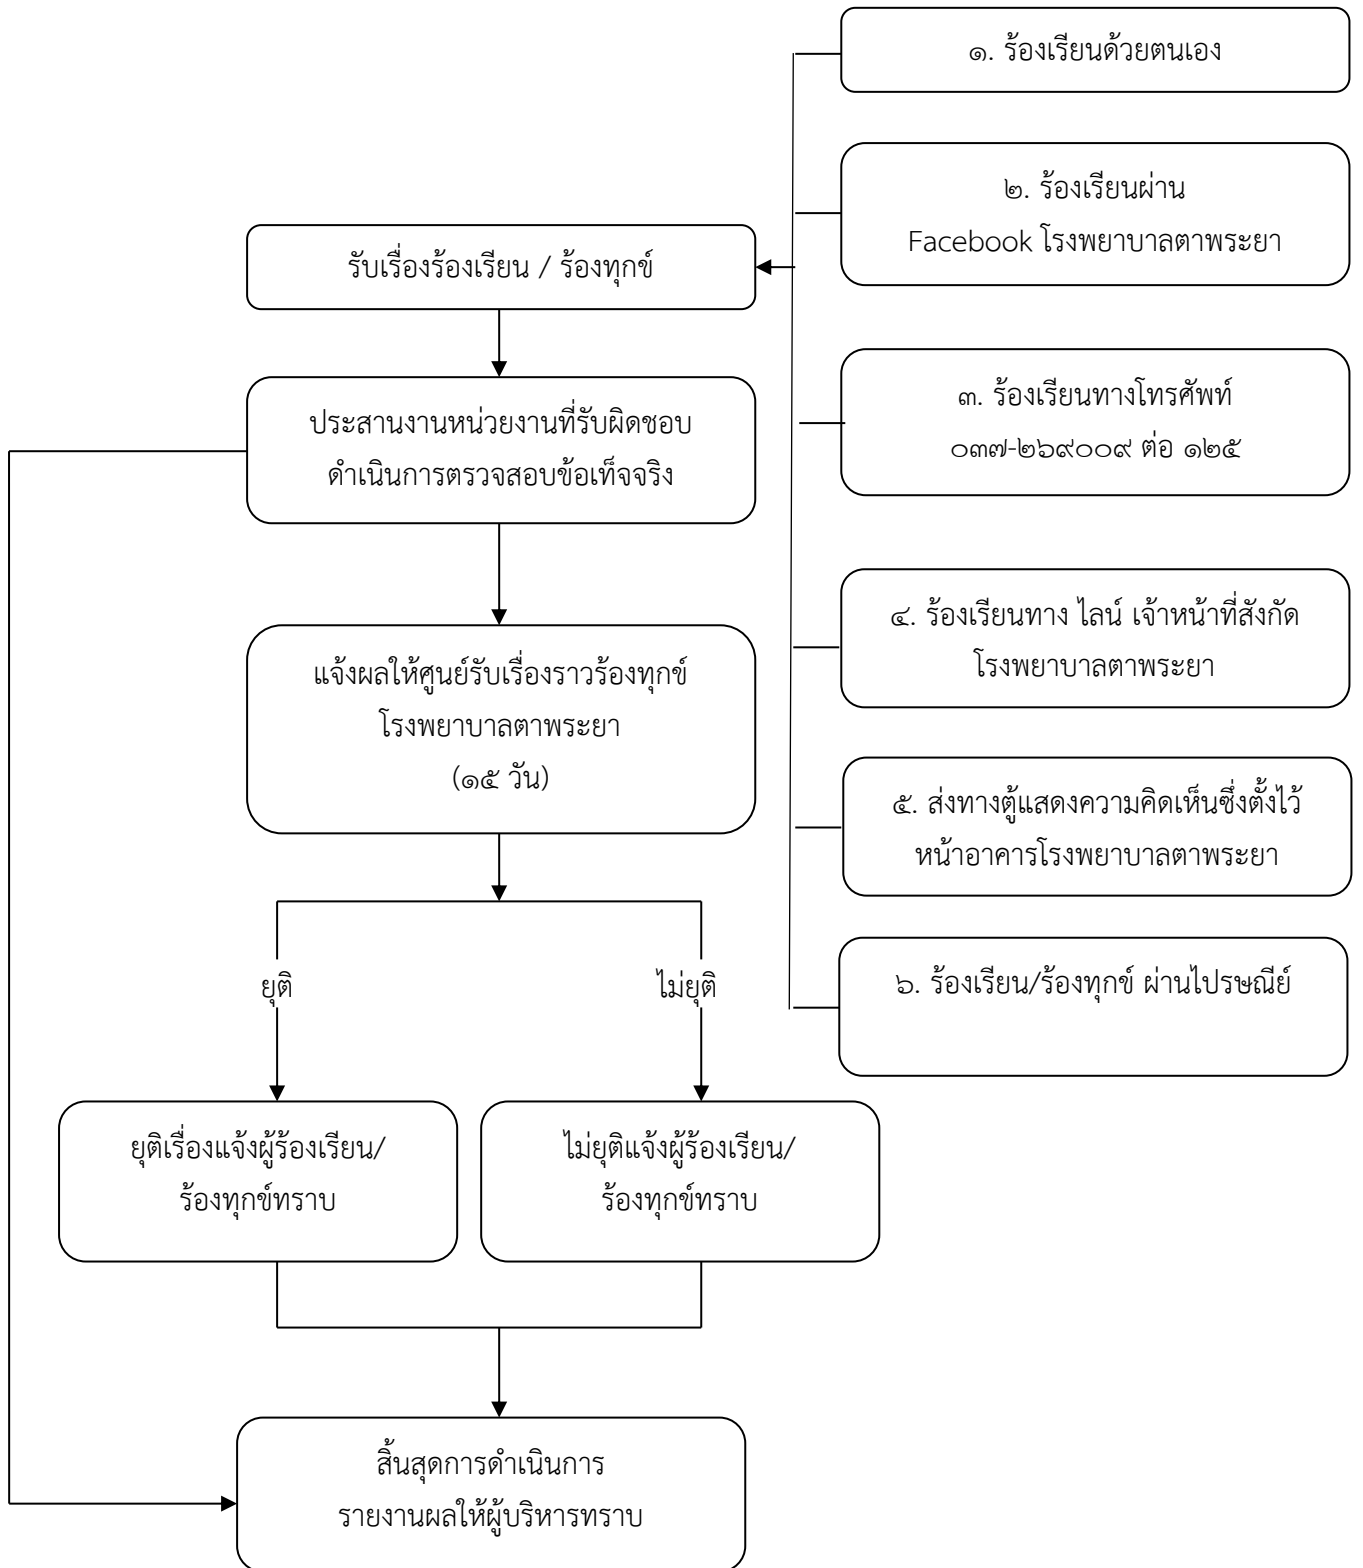 ๑. ร้องเรียนด้วยตนเอง
๒. ร้องเรียนผ่าน
Facebook โรงพยาบาลตาพระยา
รับเรื่องร้องเรียน / ร้องทุกข์
๓. ร้องเรียนทางโทรศัพท์
๐๓๗-๒๖๙๐๐๙ ต่อ ๑๒๕
ประสานงานหน่วยงานที่รับผิดชอบ
ดำเนินการตรวจสอบข้อเท็จจริง
๔. ร้องเรียนทาง ไลน์ เจ้าหน้าที่สังกัด
โรงพยาบาลตาพระยา
แจ้งผลให้ศูนย์รับเรื่องราวร้องทุกข์
โรงพยาบาลตาพระยา
(๑๕ วัน)
๕. ส่งทางตู้แสดงความคิดเห็นซึ่งตั้งไว้
หน้าอาคารโรงพยาบาลตาพระยา
๖. ร้องเรียน/ร้องทุกข์ ผ่านไปรษณีย์
ยุติ
ไม่ยุติ
ยุติเรื่องแจ้งผู้ร้องเรียน/
ร้องทุกข์ทราบ
ไม่ยุติแจ้งผู้ร้องเรียน/
ร้องทุกข์ทราบ
สิ้นสุดการดำเนินการ
รายงานผลให้ผู้บริหารทราบ